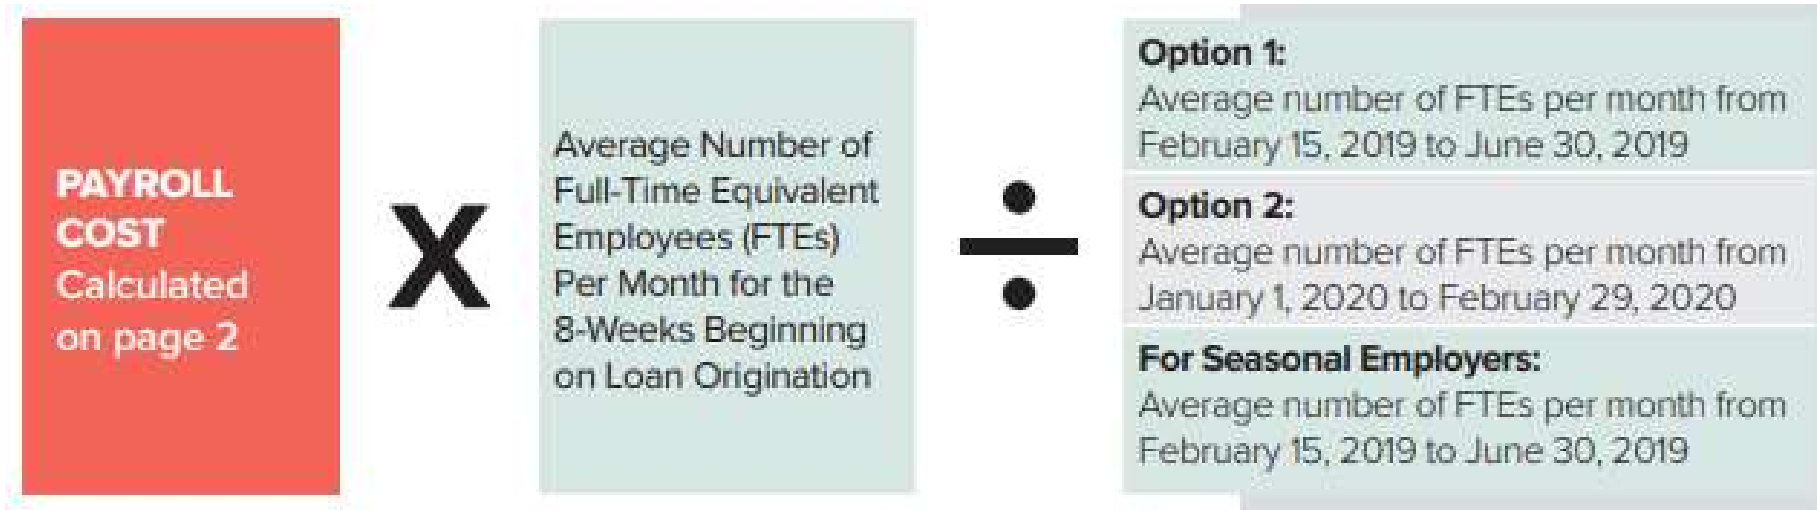 PAYROLL
COST
Calculated
on page 2
X
Average Number of
Full-Time Equivalent
Employees (FTEs)
Per Month for the
8-Weeks Beginning
on Loan Origination
÷
Option 1:
Average number of FTEs per month from
February 15, 2019 to June 30, 2019
Option 2:
Average number of FTEs per month from
January 1, 2020 to February 29, 2020
For Seasonal Employers:
Average number of FTEs per month from
February 15, 2019 to June 30, 2019